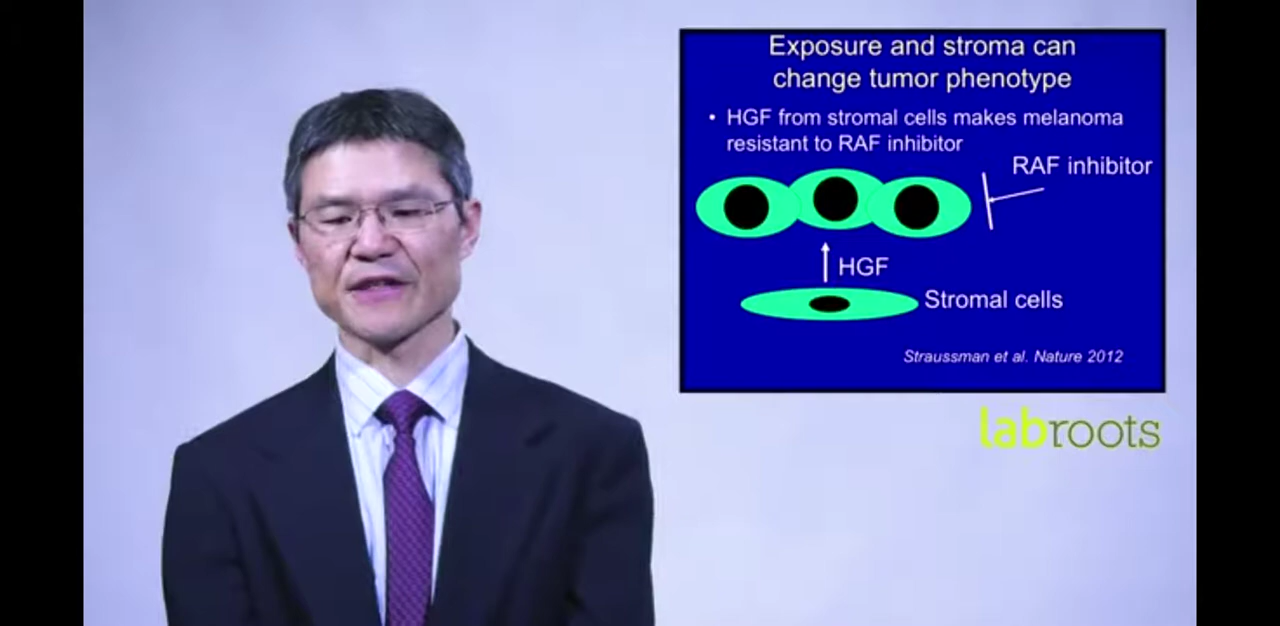 Exposure and stroma can
change tumor phenotype
• HGF from stromal cells makes melanoma
resistant to RAF inhibitor
RAF inhibitor
HGF
Stromal cells
Straussman et al. Nature 2012
labroots